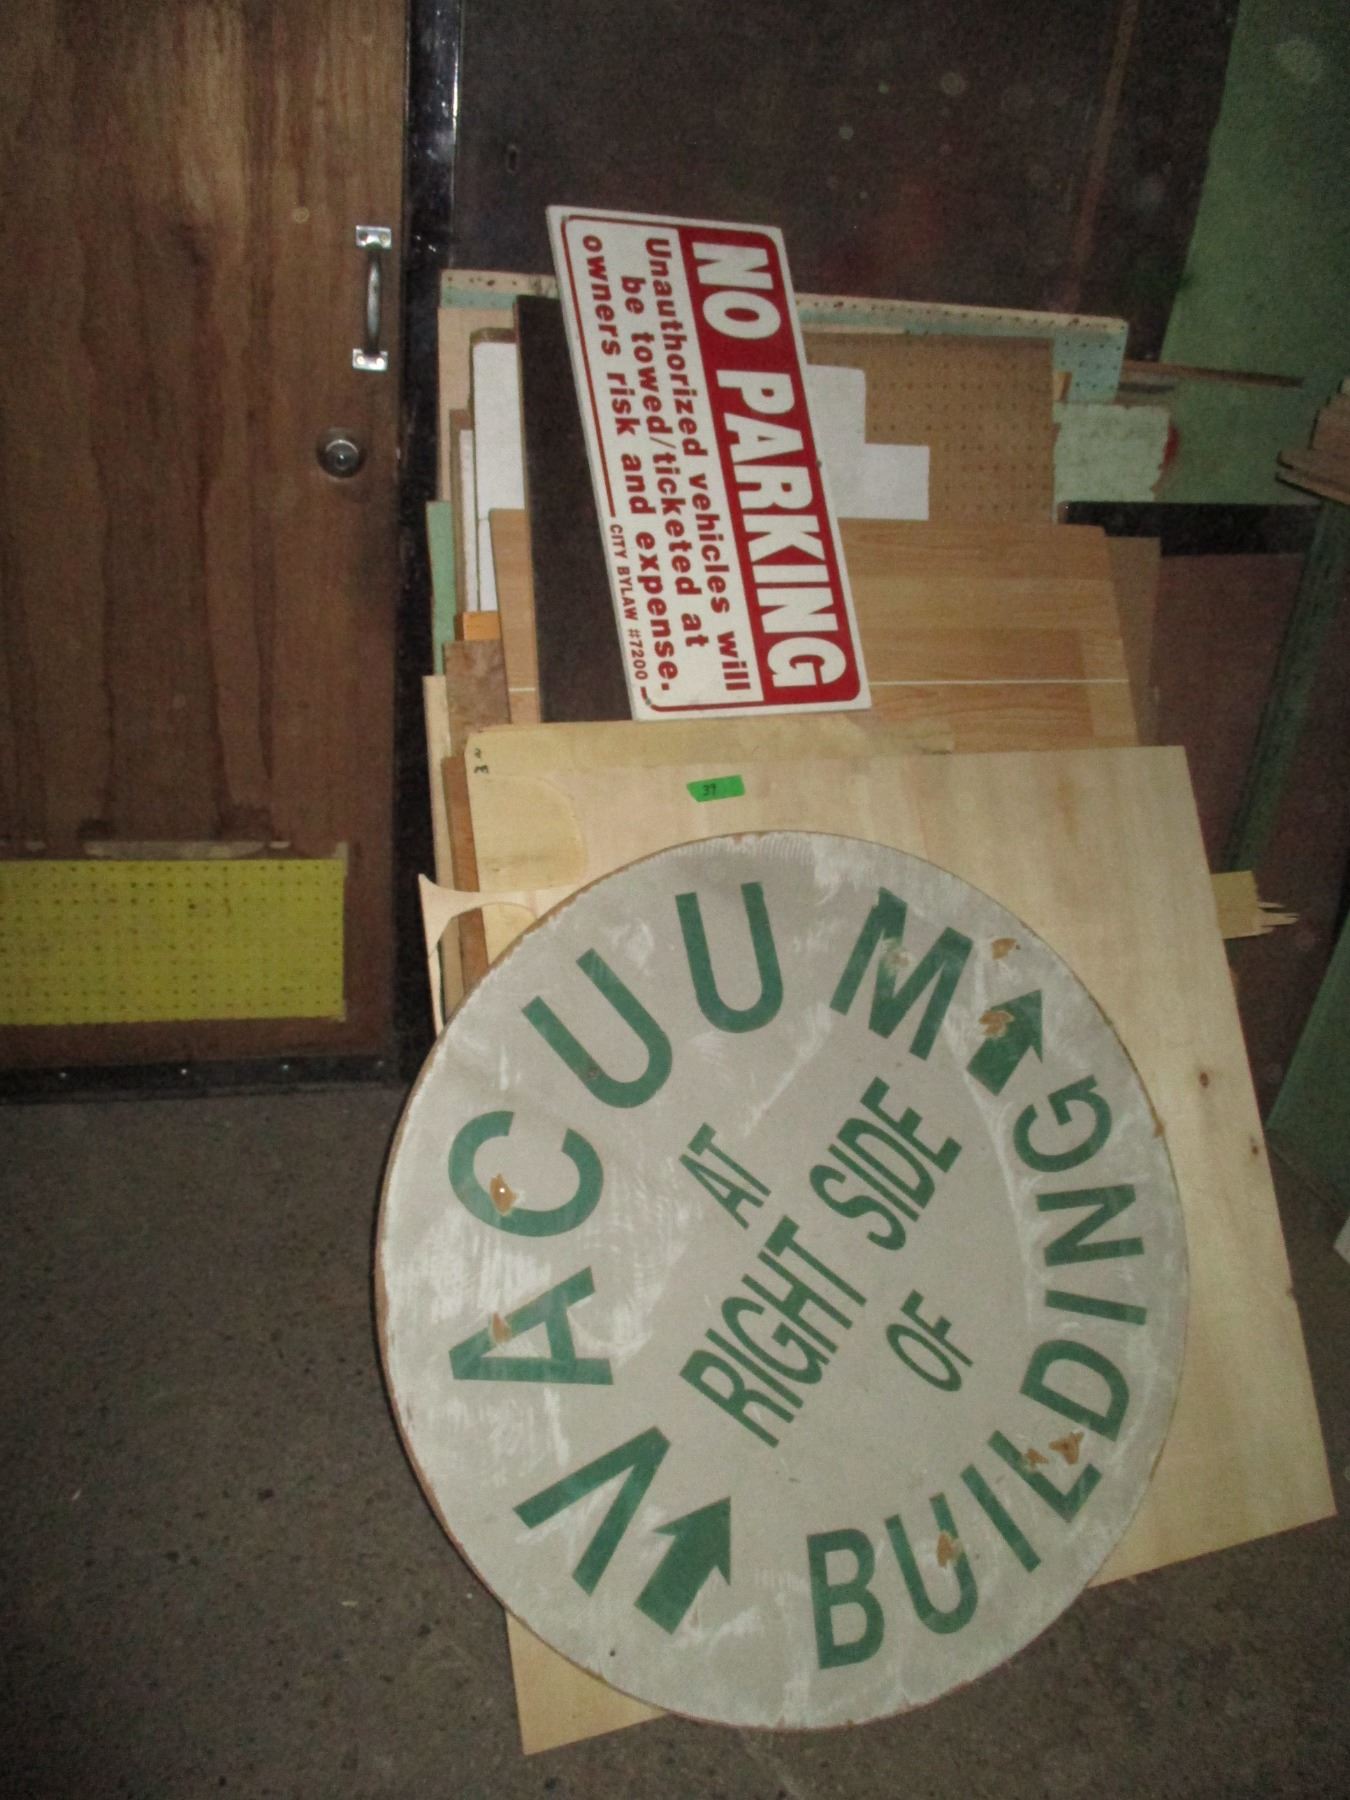 NO PARKING
Unauthorized vehicles will
be towed/ticketed at
owners risk and expense.
CITY BYLAW #7200
37
VACUUM
AT
RIGHT SIDE
OF
BUILDING